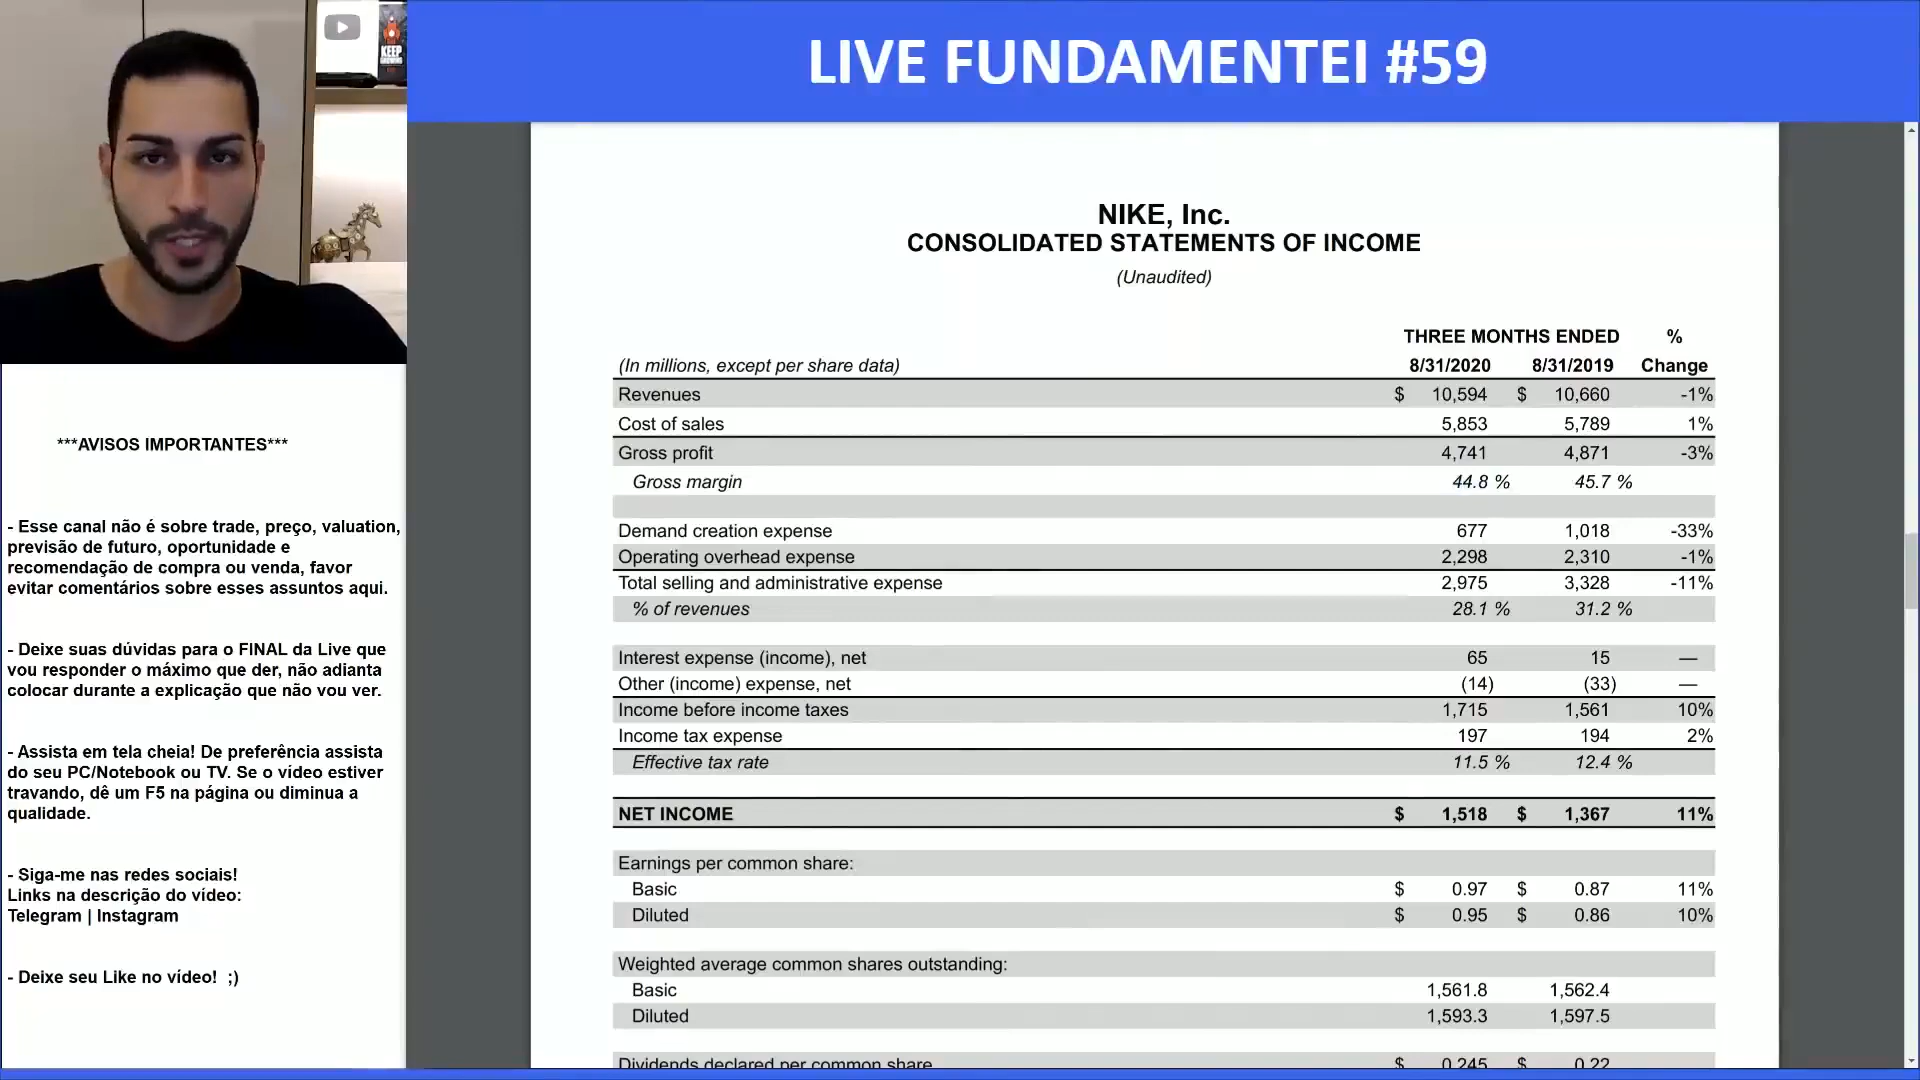 LIVE FUNDAMENTEI #59
KEEP
GROWING
***AVISOS IMPORTANTES***
- Esse canal não é sobre trade, preço, valuation,
previsão de futuro, oportunidade e
recomendação de compra ou venda, favor
evitar comentários sobre esses assuntos aqui.
- Deixe suas dúvidas para o FINAL da Live que
vou responder o máximo que der, não adianta
colocar durante a explicação que não vou ver.
- Assista em tela cheia! De preferência assista
do seu PC/Notebook ou TV. Se o vídeo estiver
travando, dê um F5 na página ou diminua a
qualidade.
- Siga-me nas redes sociais!
Links na descrição do vídeo:
Telegram | Instagram
- Deixe seu Like no vídeo!  ;)
NIKE, Inc.
CONSOLIDATED STATEMENTS OF INCOME
(Unaudited)
THREE MONTHS ENDED %
(In millions, except per share data) 8/31/2020 8/31/2019 Change
Revenues $ 10,594 $ 10,660 -1%
Cost of sales 5,853 5,789 1%
Gross profit 4,741 4,871 -3%
Gross margin 44.8 % 45.7 %
Demand creation expense 677 1,018 -33%
Operating overhead expense 2,298 2,310 -1%
Total selling and administrative expense 2,975 3,328 -11%
% of revenues 28.1 % 31.2 %
Interest expense (income), net 65 15 —
Other (income) expense, net (14) (33) —
Income before income taxes 1,715 1,561 10%
Income tax expense 197 194 2%
Effective tax rate 11.5 % 12.4 %
NET INCOME $ 1,518 $ 1,367 11%
Earnings per common share:
Basic $ 0.97 $ 0.87 11%
Diluted $ 0.95 $ 0.86 10%
Weighted average common shares outstanding:
Basic 1,561.8 1,562.4
Diluted 1,593.3 1,597.5
Dividends declared per common share $ 0.245 $ 0.22